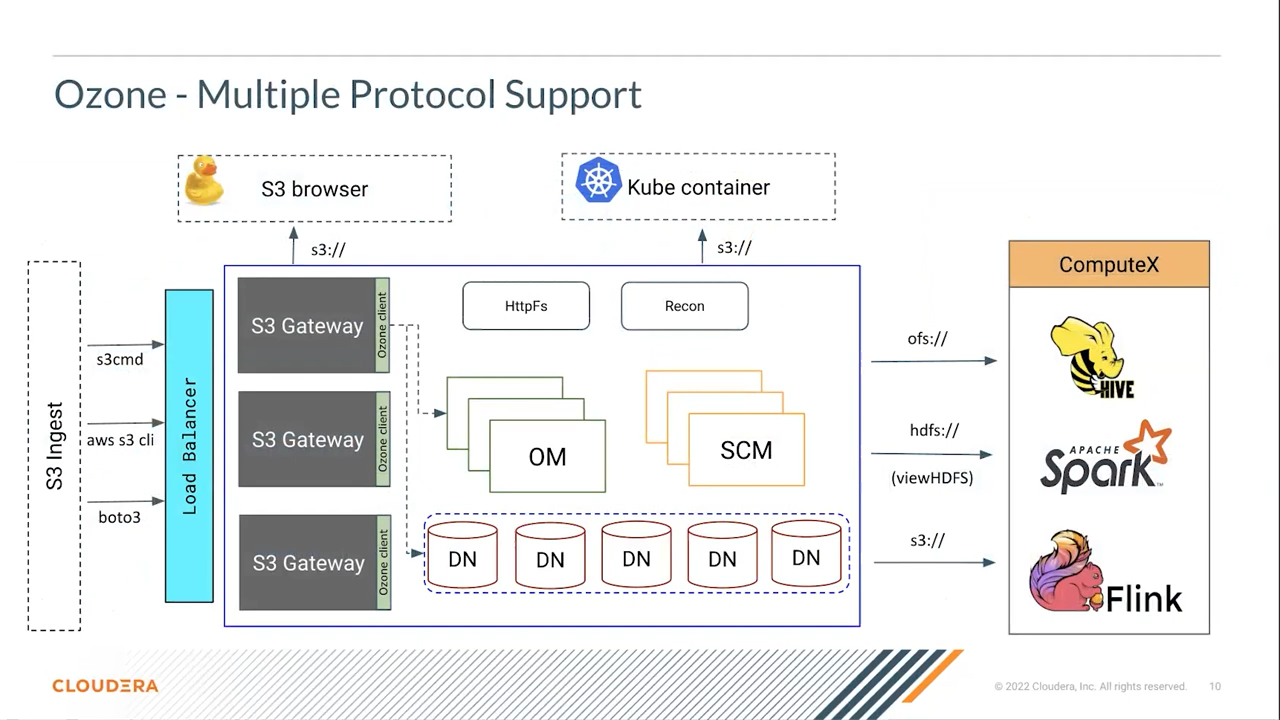 Ozone - Multiple Protocol Support
S3 browser
Kube container
s3://
s3://
S3 Ingest
s3cmd
aws s3 cli
boto3
Load Balancer
S3 Gateway
Ozone client
S3 Gateway
Ozone client
S3 Gateway
Ozone client
HttpFs
Recon
OM
SCM
DN
DN
DN
DN
DN
ofs://
hdfs://
(viewHDFS)
s3://
ComputeX
HIVE
APACHE
Spark™
Flink
CLOUDERA
© 2022 Cloudera, Inc. All rights reserved.
10